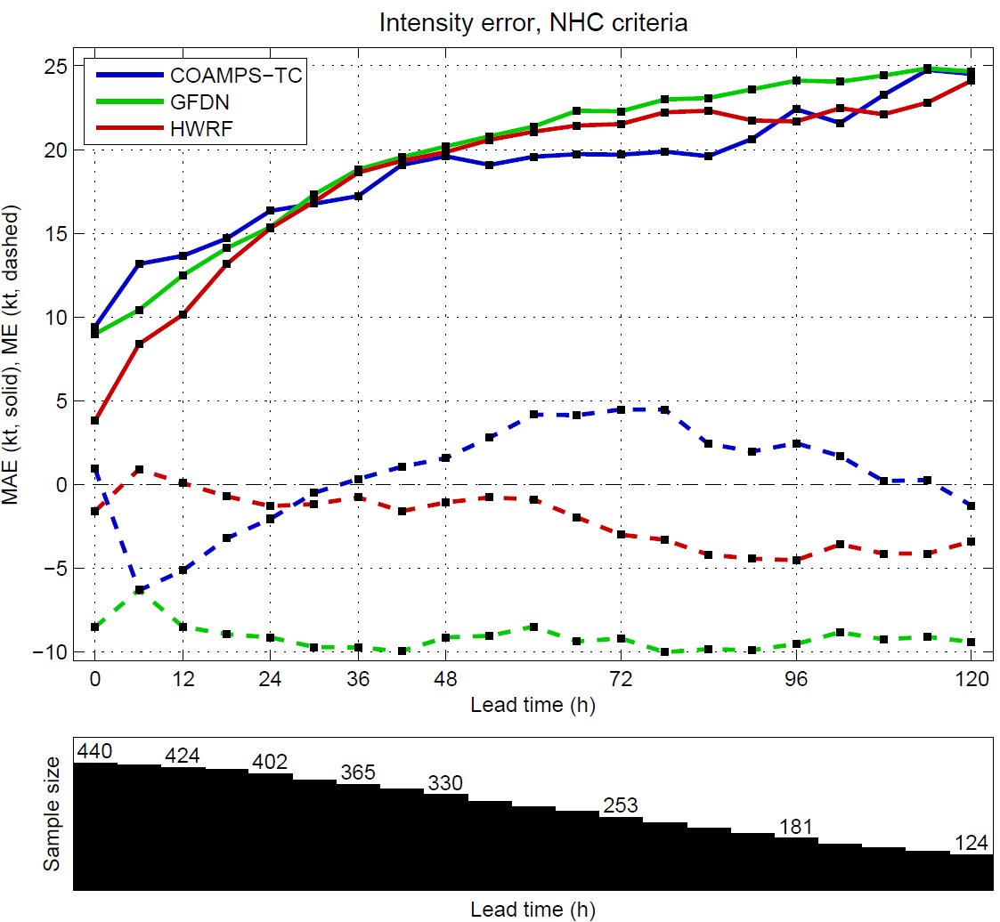 Intensity error, NHC criteria
COAMPS−TC
GFDN
HWRF
25
20
15
10
5
0
−5
−10
MAE (kt, solid), ME (kt, dashed)
0 12 24 36 48 72 96 120
Lead time (h)
440 424 402 365 330 253 181 124
Sample size
Lead time (h)